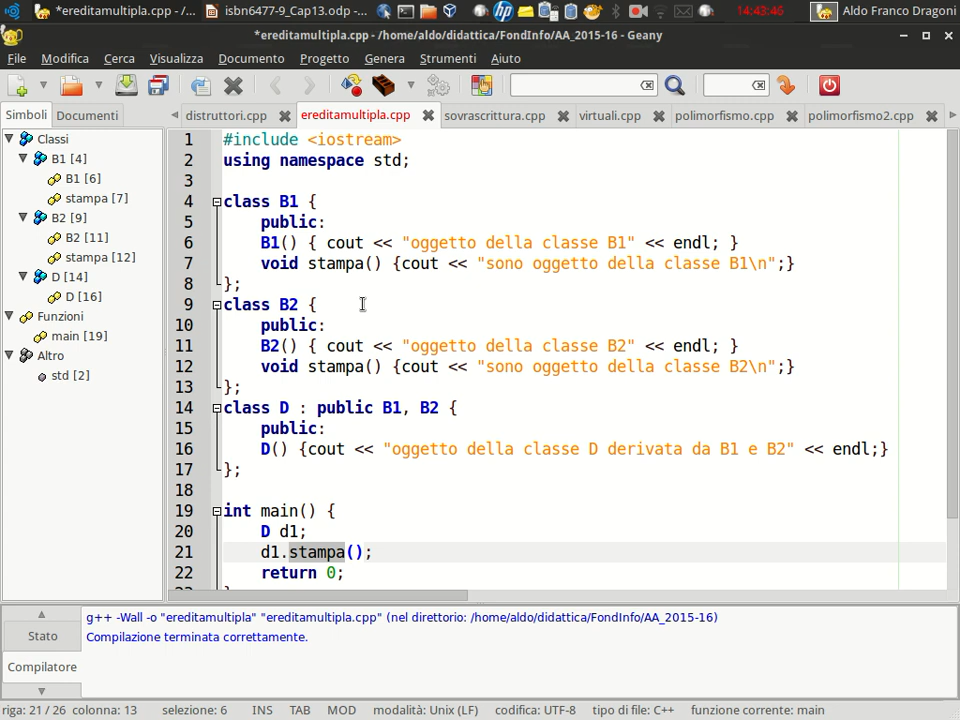 *ereditamultipla.cpp - /...
isbn6477-9_Cap13.odp -...
14:43:46
Aldo Franco Dragoni
*ereditamultipla.cpp - /home/aldo/didattica/FondInfo/AA_2015-16 - Geany
File Modifica Cerca Visualizza Documento Progetto Genera Strumenti Aiuto
Simboli Documenti
distruttori.cpp ereditamultipla.cpp sovrascrittura.cpp virtuali.cpp polimorfismo.cpp polimorfismo2.cpp
Classi
B1 [4]
B1 [6]
stampa [7]
B2 [9]
B2 [11]
stampa [12]
D [14]
D [16]
Funzioni
main [19]
Altro
std [2]
1 #include <iostream>
2 using namespace std;
3
4 class B1 {
5 public:
6 B1() { cout << "oggetto della classe B1" << endl; }
7 void stampa() {cout << "sono oggetto della classe B1\n";}
8 };
9 class B2 {
10 public:
11 B2() { cout << "oggetto della classe B2" << endl; }
12 void stampa() {cout << "sono oggetto della classe B2\n";}
13 };
14 class D : public B1, B2 {
15 public:
16 D() {cout << "oggetto della classe D derivata da B1 e B2" << endl;}
17 };
18
19 int main() {
20 D d1;
21 d1.stampa();
22 return 0;
Stato
Compilatore
g++ -Wall -o "ereditamultipla" "ereditamultipla.cpp" (nel direttorio: /home/aldo/didattica/FondInfo/AA_2015-16)
Compilazione terminata correttamente.
riga: 21 / 26 colonna: 13 selezione: 6 INS TAB MOD modalità: Unix (LF) codifica: UTF-8 tipo di file: C++ funzione corrente: main